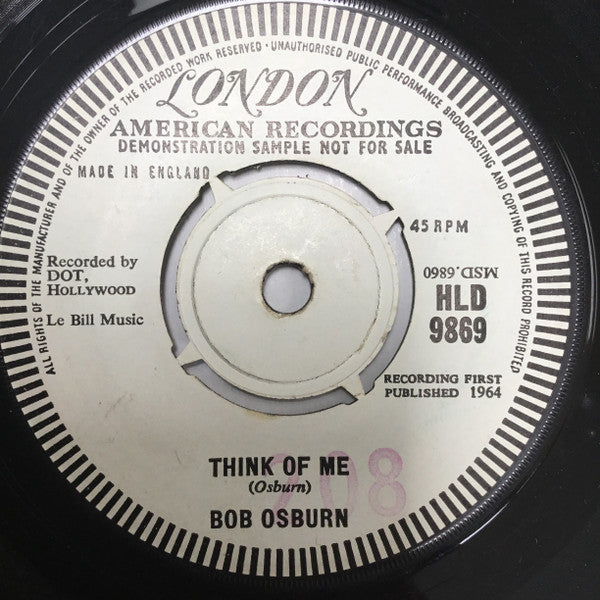 ALL RIGHTS OF THE MANUFACTURER AND OF THE OWNER OF THE RECORDED WORK RESERVED · UNAUTHORISED PUBLIC PERFORMANCE BROADCASTING AND COPYING OF THIS RECORD PROHIBITED
LONDON
AMERICAN RECORDINGS
DEMONSTRATION SAMPLE NOT FOR SALE
MADE IN ENGLAND
45 RPM
Recorded by
DOT,
HOLLYWOOD
MSD.6860
HLD
9869
Le Bill Music
RECORDING FIRST
PUBLISHED 1964
208
THINK OF ME
(Osburn)
BOB OSBURN